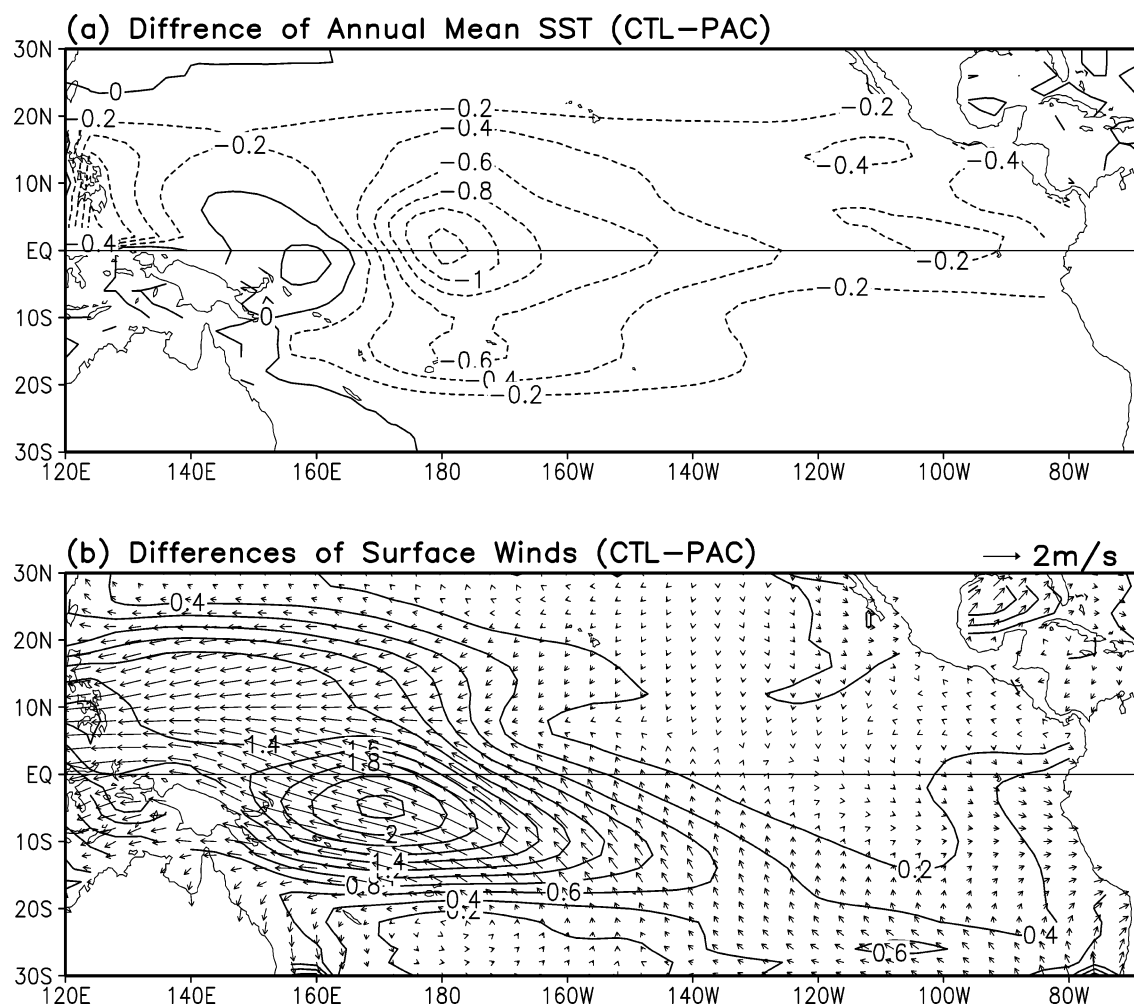 (a) Diffrence of Annual Mean SST (CTL−PAC)
30N
20N
10N
EQ
10S
20S
30S
0
−0.2
−0.2
−0.2
−0.4
−0.2
−0.6
−0.4
−0.4
−0.8
−0.4
−0.2
−1
−0.2
0
−0.6
−0.4
−0.2
120E 140E 160E 180 160W 140W 120W 100W 80W
(b) Differences of Surface Winds (CTL−PAC) 2m/s
30N
20N
10N
EQ
10S
20S
30S
0.4
1.4
1.8
2
1.4
0.8
0.6
0.4
0.2
0.2
0.4
0.6
120E 140E 160E 180 160W 140W 120W 100W 80W